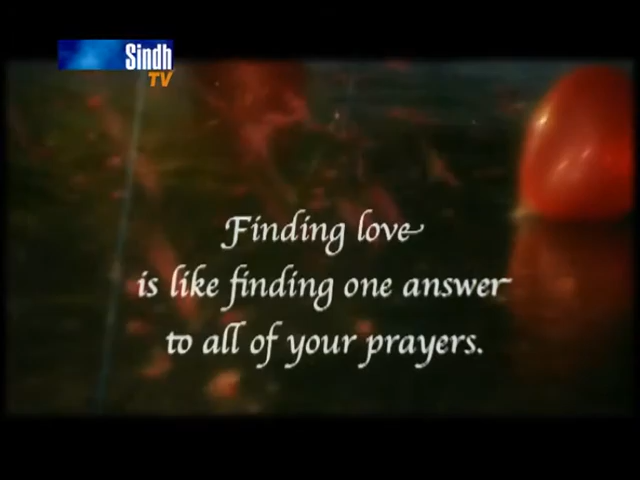 Sindh
TV
Finding love
is like finding one answer
to all of your prayers.